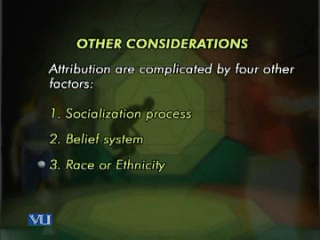 OTHER CONSIDERATIONS
Attribution are complicated by four other
factors:
1. Socialization process
2. Belief system
3. Race or Ethnicity
VU